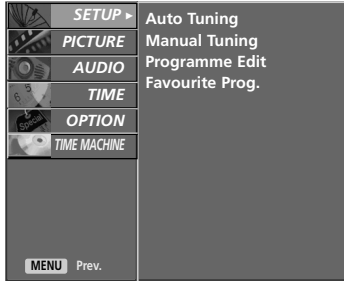 SETUP ▸
PICTURE
AUDIO
TIME
OPTION
TIME MACHINE
Auto Tuning
Manual Tuning
Programme Edit
Favourite Prog.
MENU Prev.